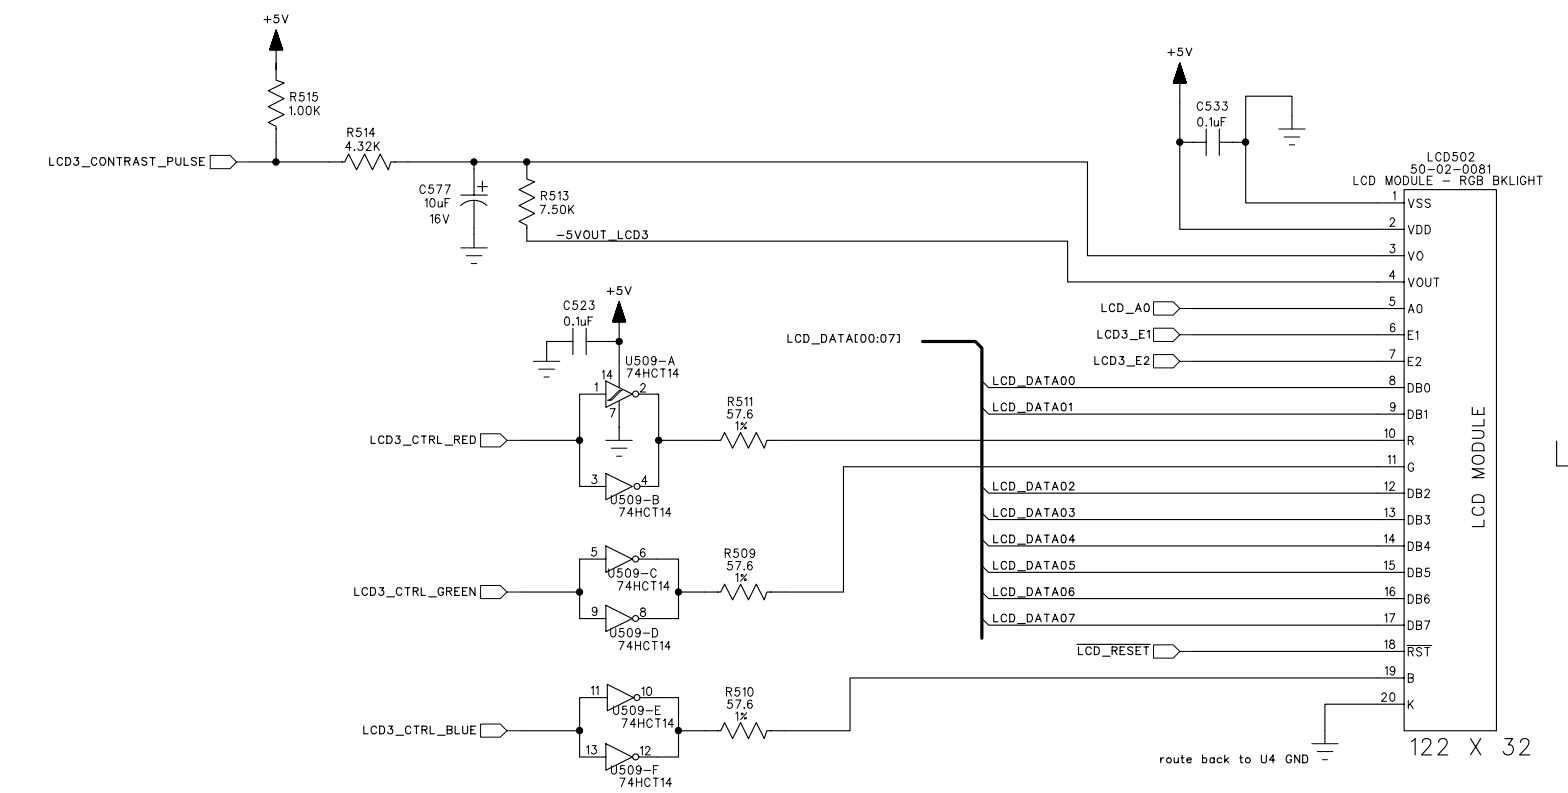 +5V
R515
1.00K
LCD3_CONTRAST_PULSE
R514
4.32K
C577
10uF
16V
+
R513
7.50K
-5VOUT_LCD3
+5V
C533
0.1uF
LCD502
50-02-0081
LCD MODULE - RGB BKLIGHT
1 VSS
2 VDD
3 VO
4 VOUT
LCD_A0 5 A0
LCD3_E1 6 E1
LCD3_E2 7 E2
LCD_DATA[00:07]
LCD_DATA00 8 DB0
LCD_DATA01 9 DB1
10 R
11 G
LCD_DATA02 12 DB2
LCD_DATA03 13 DB3
LCD_DATA04 14 DB4
LCD_DATA05 15 DB5
LCD_DATA06 16 DB6
LCD_DATA07 17 DB7
LCD_RESET 18 RST
19 B
20 K
LCD MODULE
122 X 32
route back to U4 GND
+5V
C523
0.1uF
U509-A
74HCT14
14
1
2
7
LCD3_CTRL_RED
3
4
U509-B
74HCT14
R511
57.6
1%
5
6
U509-C
74HCT14
LCD3_CTRL_GREEN
9
8
U509-D
74HCT14
R509
57.6
1%
11
10
U509-E
74HCT14
LCD3_CTRL_BLUE
13
12
U509-F
74HCT14
R510
57.6
1%